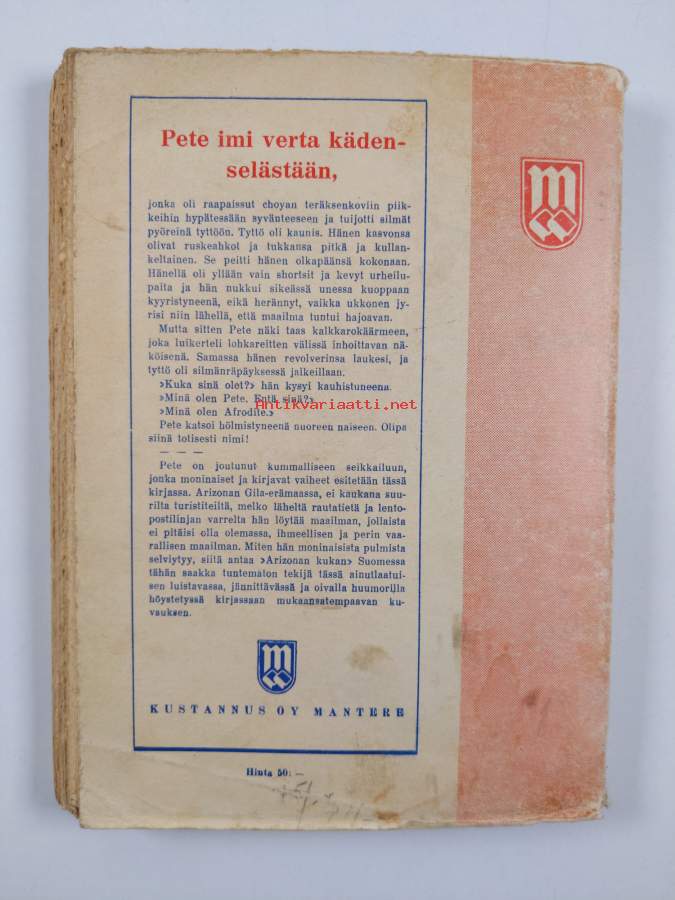 Pete imi verta käden-
selästään,
jonka oli raapaissut choyan teräksenkoviin piik-
keihin hypätessään syvänteeseen ja tuijotti silmät
pyöreinä tyttöön. Tyttö oli kaunis. Hänen kasvonsa
olivat ruskeahkot ja tukkansa pitkä ja kullan-
keltainen. Se peitti hänen olkapäänsä kokonaan.
Hänellä oli yllään vain shortsit ja kevyt urheilu-
paita ja hän nukkui sikeässä unessa kuoppaan
kyyristyneenä, eikä herännyt, vaikka ukkonen jy-
risi niin lähellä, että maailma tuntui hajoavan.
Mutta sitten Pete näki taas kalkkarokäärmeen,
joka luikerteli lohkareitten välissä inhoittavan nä-
köisenä. Samassa hänen revolverinsa laukesi, ja
tyttö oli silmänräpäyksessä jalkeillaan.
»Kuka sinä olet?» hän kysyi kauhistuneena.
»Minä olen Pete. Entä sinä?»
Antikvariaatti.net
»Minä olen Afrodite.»
Pete katsoi hölmistyneenä nuoreen naiseen. Olipa
siinä totisesti nimi!
— — —
Pete on joutunut kummalliseen seikkailuun,
jonka moninaiset ja kirjavat vaiheet esitetään tässä
kirjassa. Arizonan Gila-erämaassa, ei kaukana suu-
rilta turistiteiltä, melko läheltä rautatietä ja lento-
postilinjan varrelta hän löytää maailman, jollaista
ei pitäisi olla olemassa, ihmeellisen ja perin vaa-
rallisen maailman. Miten hän moninaisista pulmista
selviytyy, siitä antaa »Arizonan kukan» Suomessa
tähän saakka tuntematon tekijä tässä ainutlaatui-
sen luistavassa, jännittävässä ja oivalla huumorilla
höystetyssä kirjassaan mukaansatempaavan ku-
vauksen.
KUSTANNUS OY MANTERE
Hinta 50: —